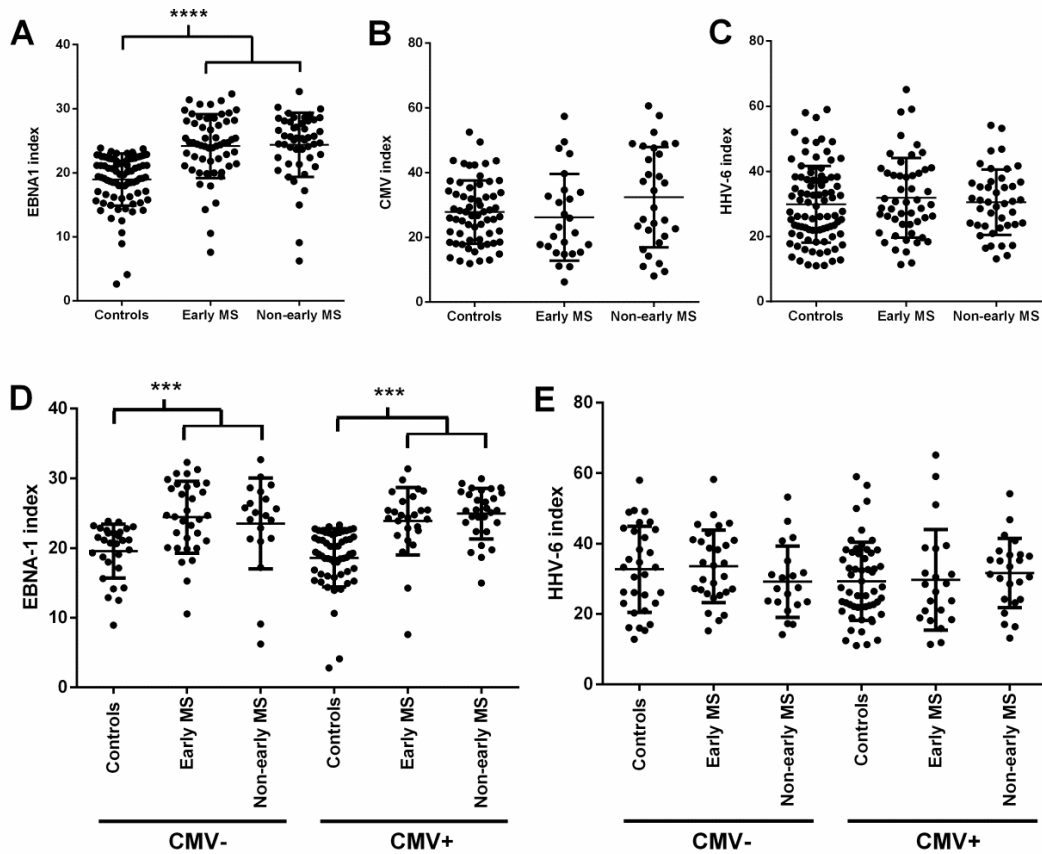 A
EBNA1 index
40
30
20
10
0
****
Controls Early MS Non-early MS
B
CMV index
80
60
40
20
0
Controls Early MS Non-early MS
C
HHV-6 index
80
60
40
20
0
Controls Early MS Non-early MS
D
EBNA-1 index
40
30
20
10
0
***
***
Controls
Early MS
Non-early MS
Controls
Early MS
Non-early MS
CMV- CMV+
E
HHV-6 index
80
60
40
20
0
Controls
Early MS
Non-early MS
Controls
Early MS
Non-early MS
CMV- CMV+